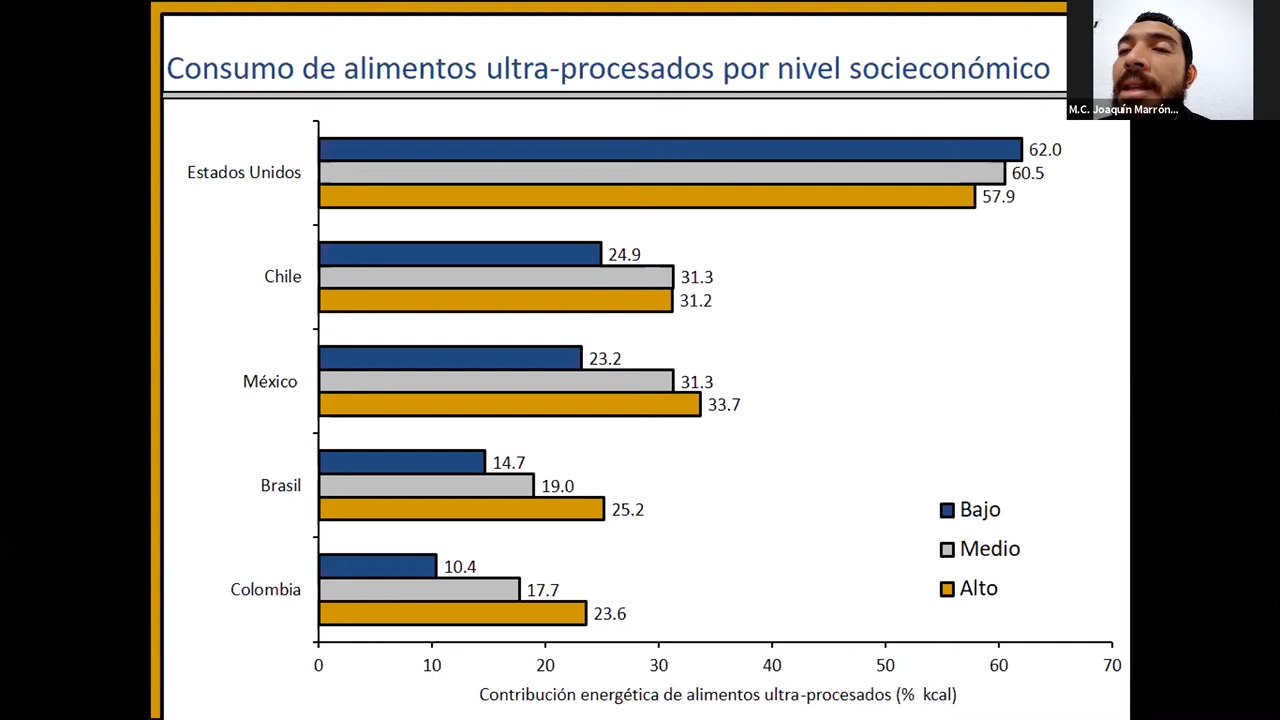 Consumo de alimentos ultra-procesados por nivel socieconómico
M.C. Joaquín Marrón...
Estados Unidos
62.0
60.5
57.9
Chile
24.9
31.3
31.2
México
23.2
31.3
33.7
Brasil
14.7
19.0
25.2
Colombia
10.4
17.7
23.6
Bajo
Medio
Alto
0 10 20 30 40 50 60 70
Contribución energética de alimentos ultra-procesados (% kcal)